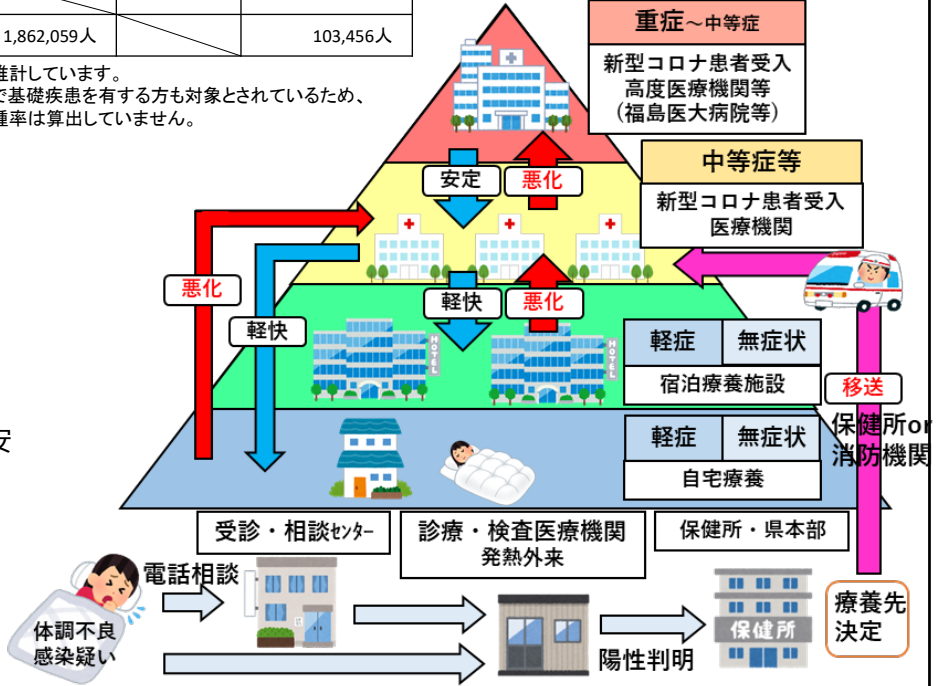 1,862,059人
103,456人
推計しています。
で基礎疾患を有する方も対象とされているため、
種率は算出していません。
重症～中等症
新型コロナ患者受入
高度医療機関等
（福島医大病院等）
中等症等
新型コロナ患者受入
医療機関
安定
悪化
悪化
軽快
軽快
悪化
HOTEL
HOTEL
軽症
無症状
宿泊療養施設
移送
保健所or
消防機関
軽症
無症状
自宅療養
安
受診・相談ｾﾝﾀｰ
診療・検査医療機関
発熱外来
保健所・県本部
電話相談
体調不良
感染疑い
陽性判明
保健所
療養先
決定